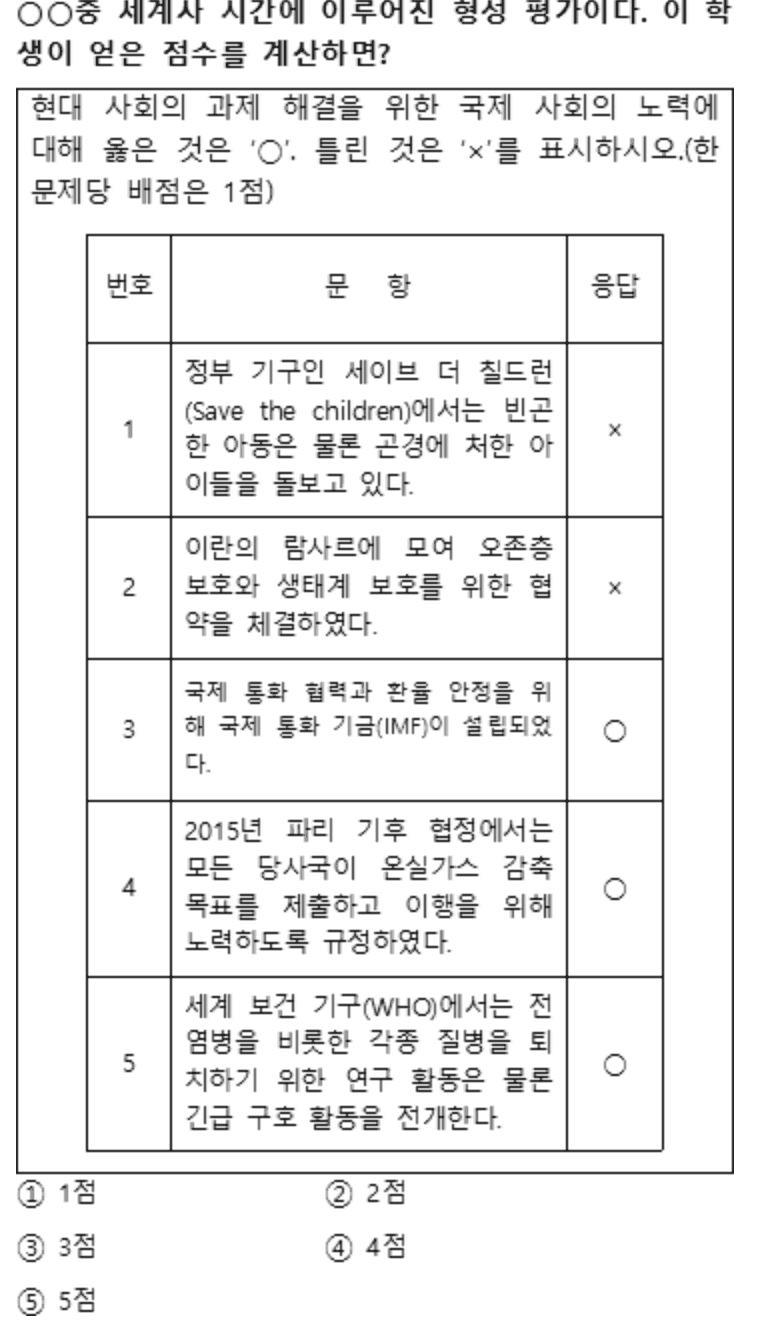 ○○중 세계사 시간에 이루어진 형성 평가이다. 이 학
생이 얻은 점수를 계산하면?
현대 사회의 과제 해결을 위한 국제 사회의 노력에
대해 옳은 것은 '○'. 틀린 것은 '×'를 표시하시오.(한
문제당 배점은 1점)
번호 문 항 응답
정부 기구인 세이브 더 칠드런
(Save the children)에서는 빈곤
1 한 아동은 물론 곤경에 처한 아 ×
이들을 돌보고 있다.
이란의 람사르에 모여 오존층
2 보호와 생태계 보호를 위한 협 ×
약을 체결하였다.
국제 통화 협력과 환율 안정을 위
3 해 국제 통화 기금(IMF)이 설립되었 ○
다.
2015년 파리 기후 협정에서는
모든 당사국이 온실가스 감축
4 목표를 제출하고 이행을 위해 ○
노력하도록 규정하였다.
세계 보건 기구(WHO)에서는 전
염병을 비롯한 각종 질병을 퇴
5 치하기 위한 연구 활동은 물론 ○
긴급 구호 활동을 전개한다.
① 1점 ② 2점
③ 3점 ④ 4점
⑤ 5점